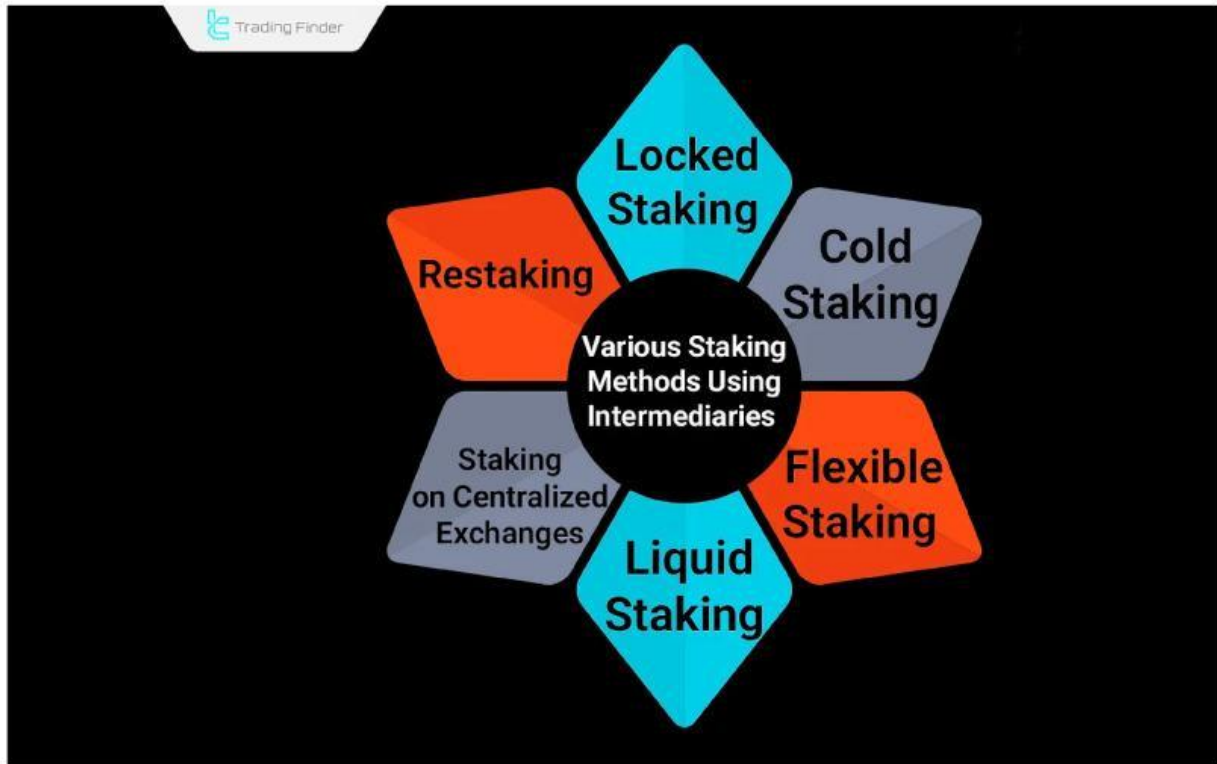 Trading Finder
Locked
Staking
Cold
Staking
Restaking
Various Staking
Methods Using
Intermediaries
Flexible
Staking
Staking
on Centralized
Exchanges
Liquid
Staking